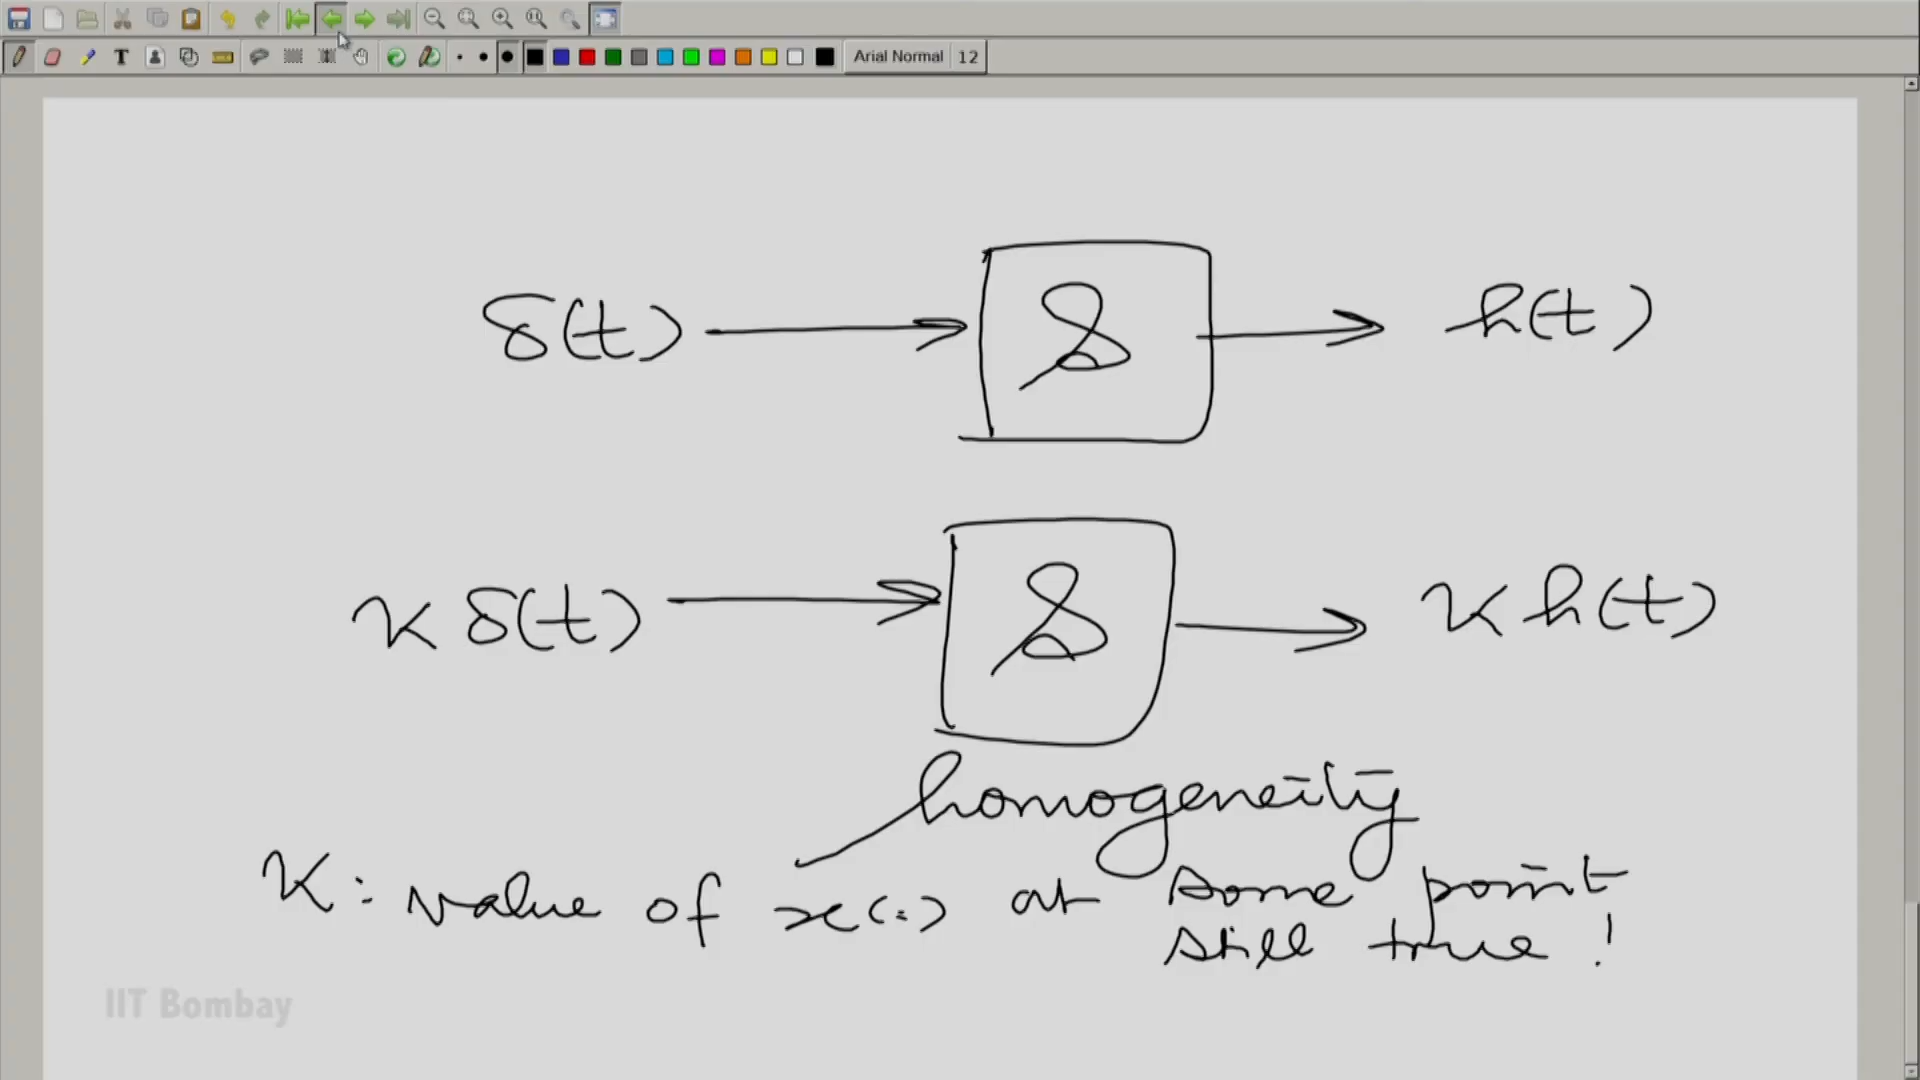 Arial Normal 12
δ(t) S h(t)
K δ(t) S K h(t)
homogeneity
K: value of x(.) at some point
still true!
IIT Bombay